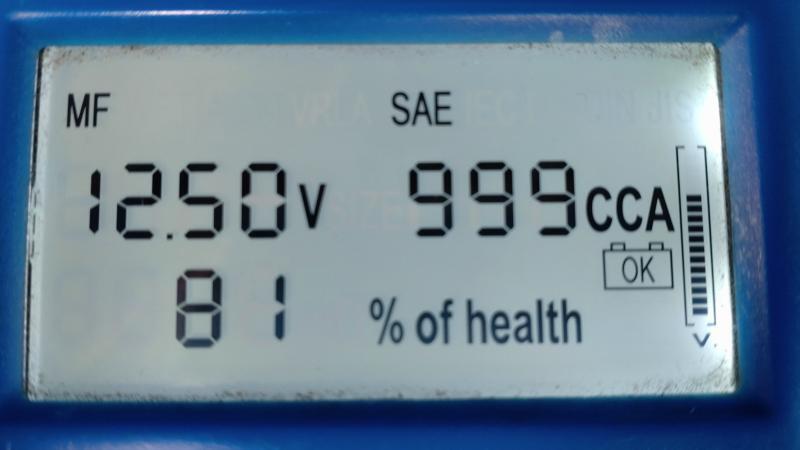 MF SAE
12.50V 999CCA
OK
81 % of health